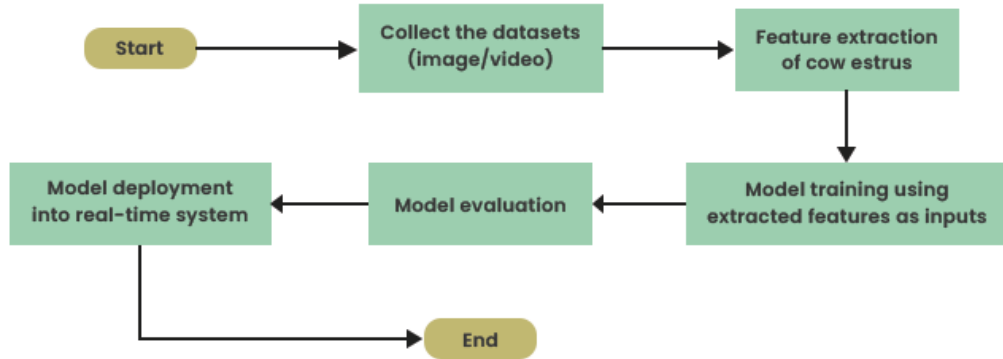 Start
Collect the datasets
(image/video)
Feature extraction
of cow estrus
Model training using
extracted features as inputs
Model evaluation
Model deployment
into real-time system
End